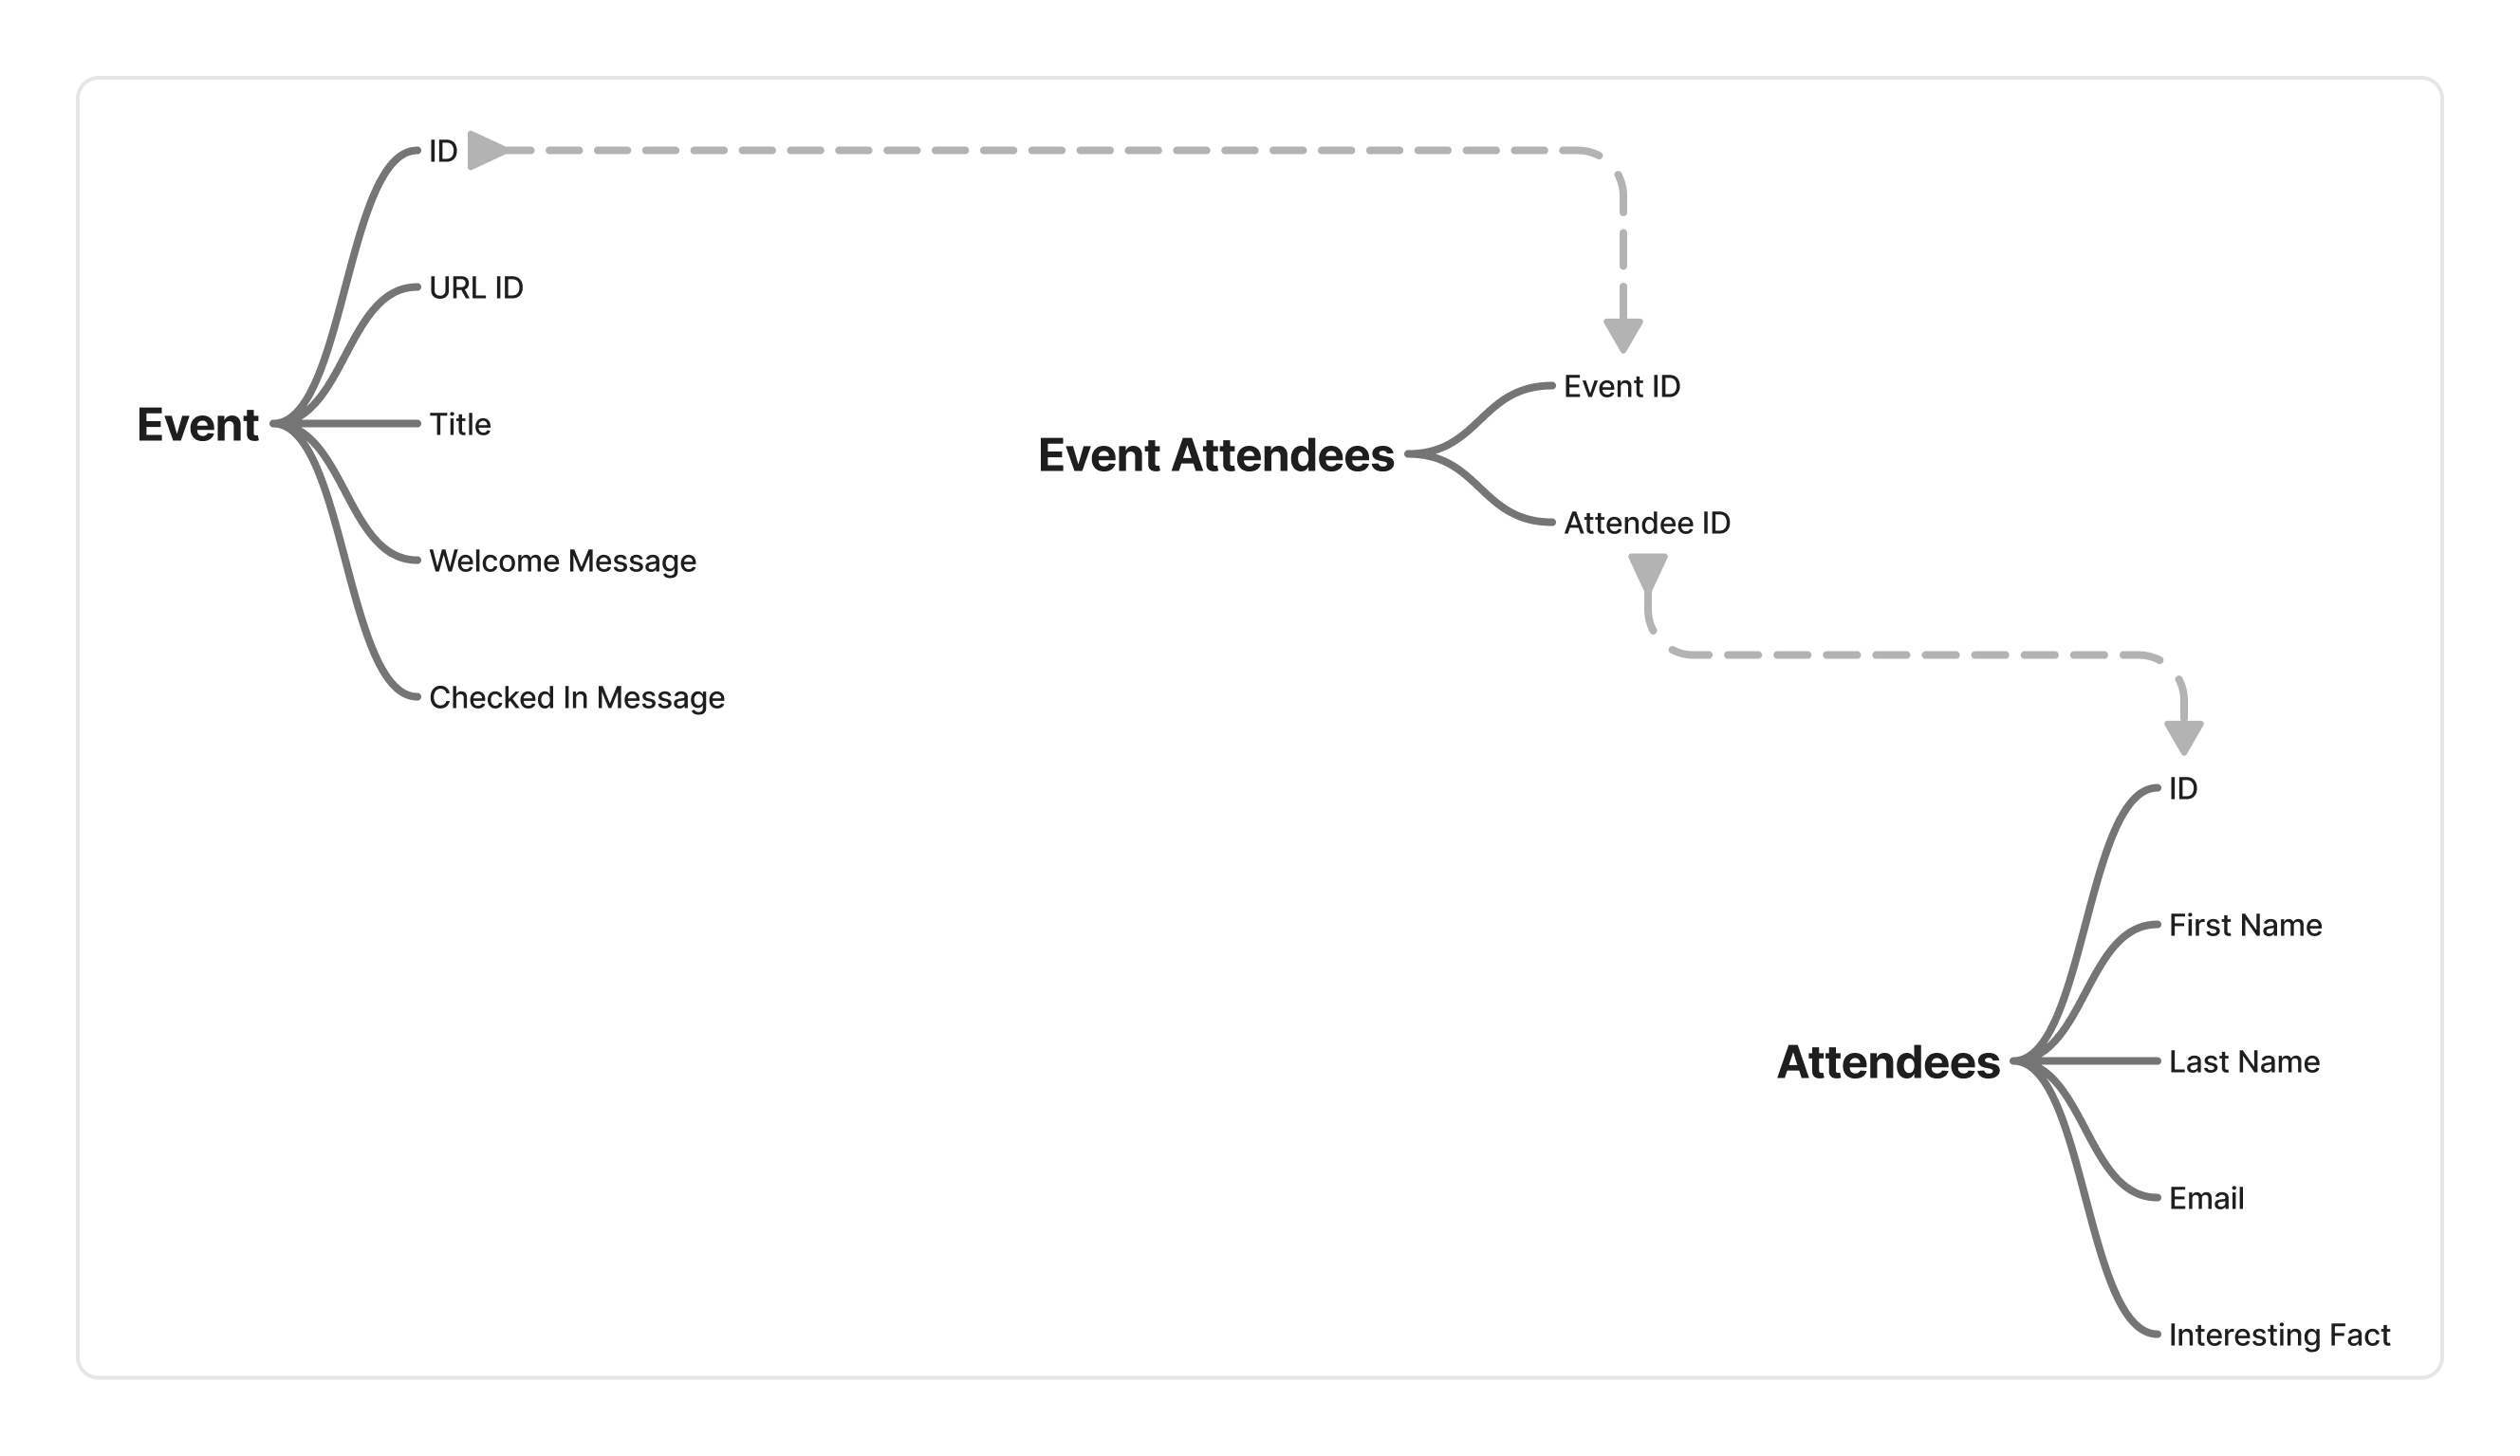 Event
ID
URL ID
Title
Welcome Message
Checked In Message
Event Attendees
Event ID
Attendee ID
Attendees
ID
First Name
Last Name
Email
Interesting Fact